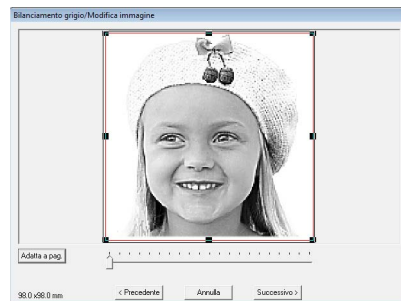 Bilanciamento grigio/Modifica immagine
Adatta a pag.
98.0 x98.0 mm
< Precedente
Annulla
Successivo >